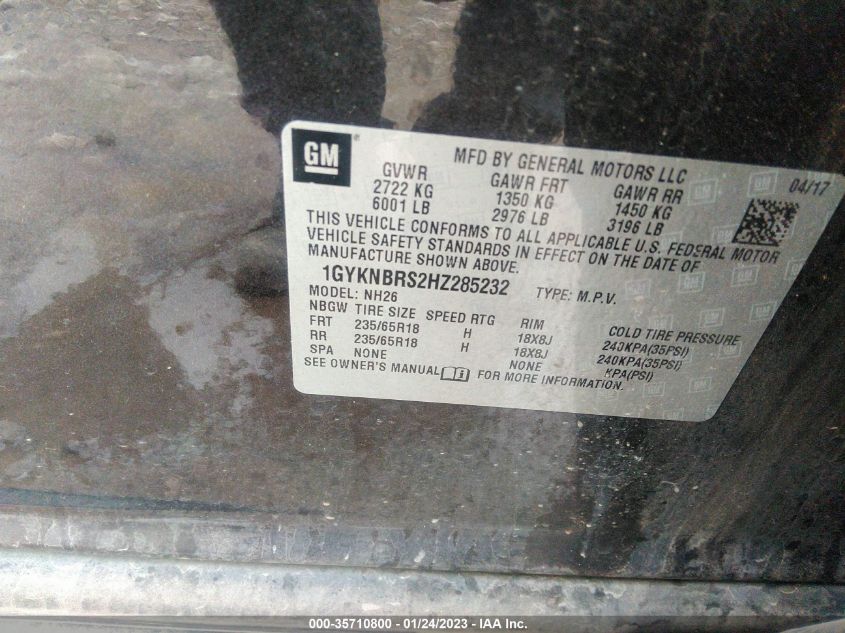 GM
MFD BY GENERAL MOTORS LLC
04/17
GVWR GAWR FRT GAWR RR
2722 KG 1350 KG 1450 KG
6001 LB 2976 LB 3196 LB
THIS VEHICLE CONFORMS TO ALL APPLICABLE U.S. FEDERAL MOTOR
VEHICLE SAFETY STANDARDS IN EFFECT ON THE DATE OF
MANUFACTURE SHOWN ABOVE.
1GYKNBRS2HZ285232 TYPE: M.P.V.
MODEL: NH26
NBGW TIRE SIZE SPEED RTG RIM COLD TIRE PRESSURE
FRT 235/65R18 H 18X8J 240KPA(35PSI)
RR 235/65R18 H 18X8J 240KPA(35PSI)
SPA NONE NONE KPA(PSI)
SEE OWNER'S MANUAL FOR MORE INFORMATION.
000-35710800 - 01/24/2023 - IAA Inc.